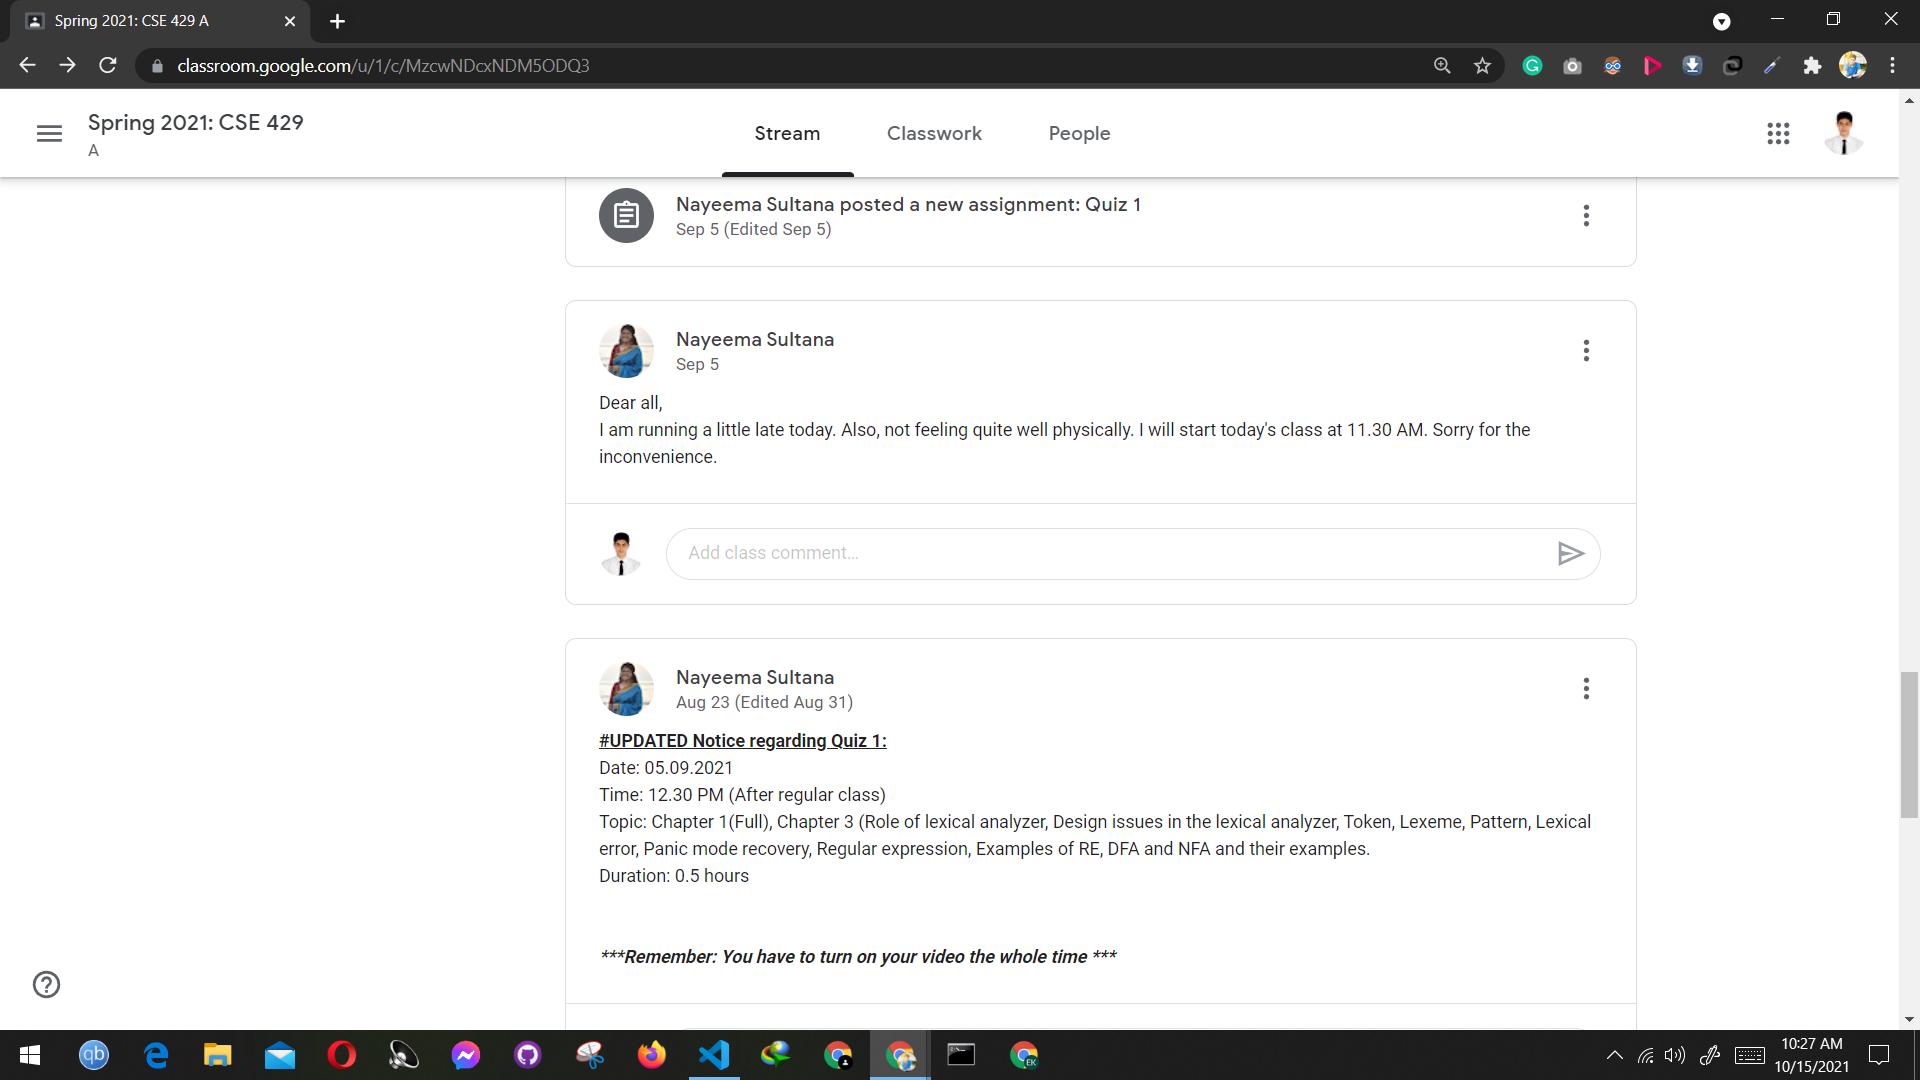 Spring 2021: CSE 429 A
classroom.google.com/u/1/c/MzcwNDcxNDM5ODQ3
Spring 2021: CSE 429
A
Stream
Classwork
People
Nayeema Sultana posted a new assignment: Quiz 1
Sep 5 (Edited Sep 5)
Nayeema Sultana
Sep 5
Dear all,
I am running a little late today. Also, not feeling quite well physically. I will start today's class at 11.30 AM. Sorry for the
inconvenience.
Add class comment...
Nayeema Sultana
Aug 23 (Edited Aug 31)
#UPDATED Notice regarding Quiz 1:
Date: 05.09.2021
Time: 12.30 PM (After regular class)
Topic: Chapter 1(Full), Chapter 3 (Role of lexical analyzer, Design issues in the lexical analyzer, Token, Lexeme, Pattern, Lexical
error, Panic mode recovery, Regular expression, Examples of RE, DFA and NFA and their examples.
Duration: 0.5 hours
***Remember: You have to turn on your video the whole time ***
qb
EK
10:27 AM
10/15/2021